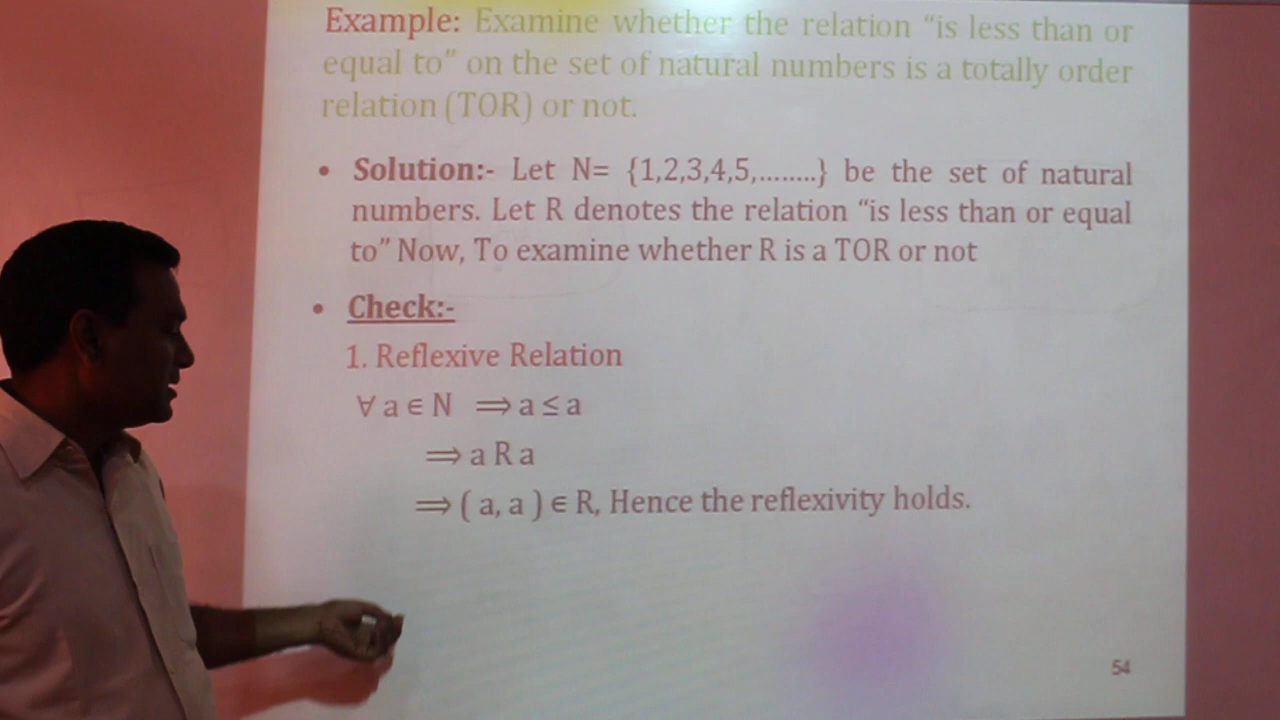 Example: Examine whether the relation “is less than or
equal to” on the set of natural numbers is a totally order
relation (TOR) or not.
• Solution:- Let N= {1,2,3,4,5,........} be the set of natural
numbers. Let R denotes the relation “is less than or equal
to” Now, To examine whether R is a TOR or not
• Check:-
1. Reflexive Relation
∀ a ∈ N ⟹ a ≤ a
⟹ a R a
⟹ ( a, a ) ∈ R, Hence the reflexivity holds.
54